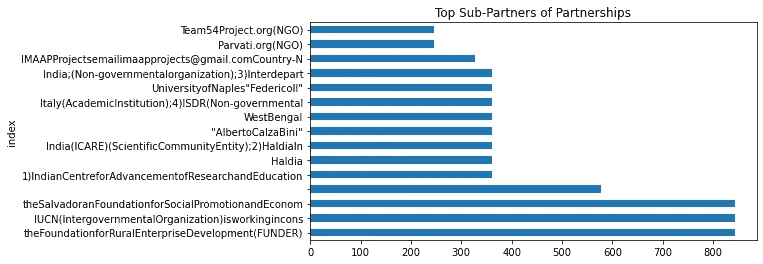 Top Sub-Partners of Partnerships
Team54Project.org(NGO)
Parvati.org(NGO)
IMAAPProjectsemailimaapprojects@gmail.comCountry-N
India;(Non-governmentalorganization);3)Interdepart
UniversityofNaples"FedericoII"
Italy(AcademicInstitution);4)ISDR(Non-governmental
WestBengal
"AlbertoCalzaBini"
India(ICARE)(ScientificCommunityEntity);2)HaldiaIn
Haldia
1)IndianCentreforAdvancementofResearchandEducation
theSalvadoranFoundationforSocialPromotionandEconom
IUCN(IntergovernmentalOrganization)isworkingincons
theFoundationforRuralEnterpriseDevelopment(FUNDER)
index
0 100 200 300 400 500 600 700 800